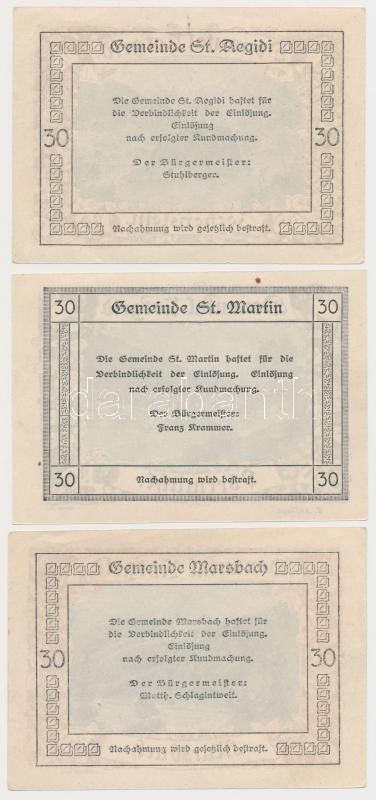 Gemeinde St. Aegidi
Die Gemeinde St. Aegidi haftet für
die Verbindlichkeit der Einlösung.
Einlösung
nach erfolgter Kundmachung.
30 30
Der Bürgermeister:
Stuhlberger.
Nachahmung wird gesetzlich bestraft.
30 Gemeinde St. Martin 30
Die Gemeinde St. Martin haftet für die
Verbindlichkeit der Einlösung. Einlösung
nach erfolgter Kundmachung.
darabanth
Der Bürgermeister:
Franz Krammer.
30 Nachahmung wird bestraft. 30
Gemeinde Marsbach
Die Gemeinde Marsbach haftet für
die Verbindlichkeit der Einlösung.
Einlösung
30 nach erfolgter Kundmachung. 30
Der Bürgermeister:
Matth. Schlagintweit.
Nachahmung wird gesetzlich bestraft.